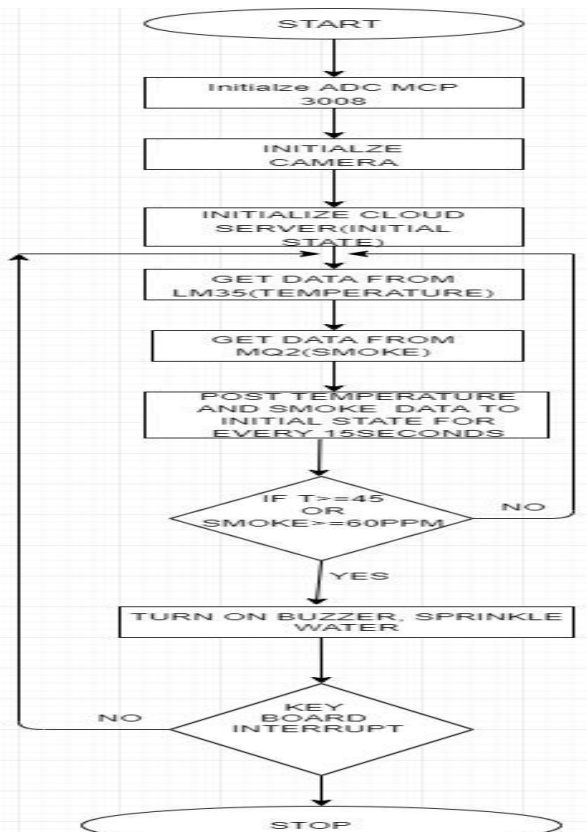 START
Initialze ADC MCP
3008
INITIALZE
CAMERA
INITIALIZE CLOUD
SERVER(INITIAL
STATE)
GET DATA FROM
LM35(TEMPERATURE)
GET DATA FROM
MQ2(SMOKE)
POST TEMPERATURE
AND SMOKE DATA TO
INITIAL STATE FOR
EVERY 15SECONDS
IF T>=45
OR
SMOKE>=60PPM
NO
YES
TURN ON BUZZER, SPRINKLE
WATER
KEY
BOARD
INTERRUPT
NO
STOP